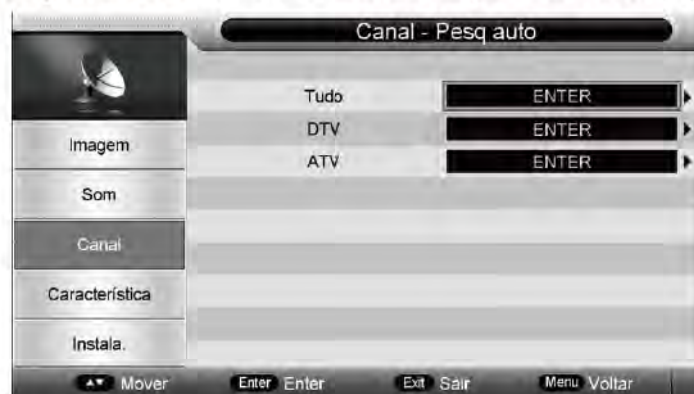 Canal - Pesq auto
Tudo ENTER
DTV ENTER
ATV ENTER
Imagem
Som
Canal
Característica
Instala.
Mover Enter Enter Exit Sair Menu Voltar